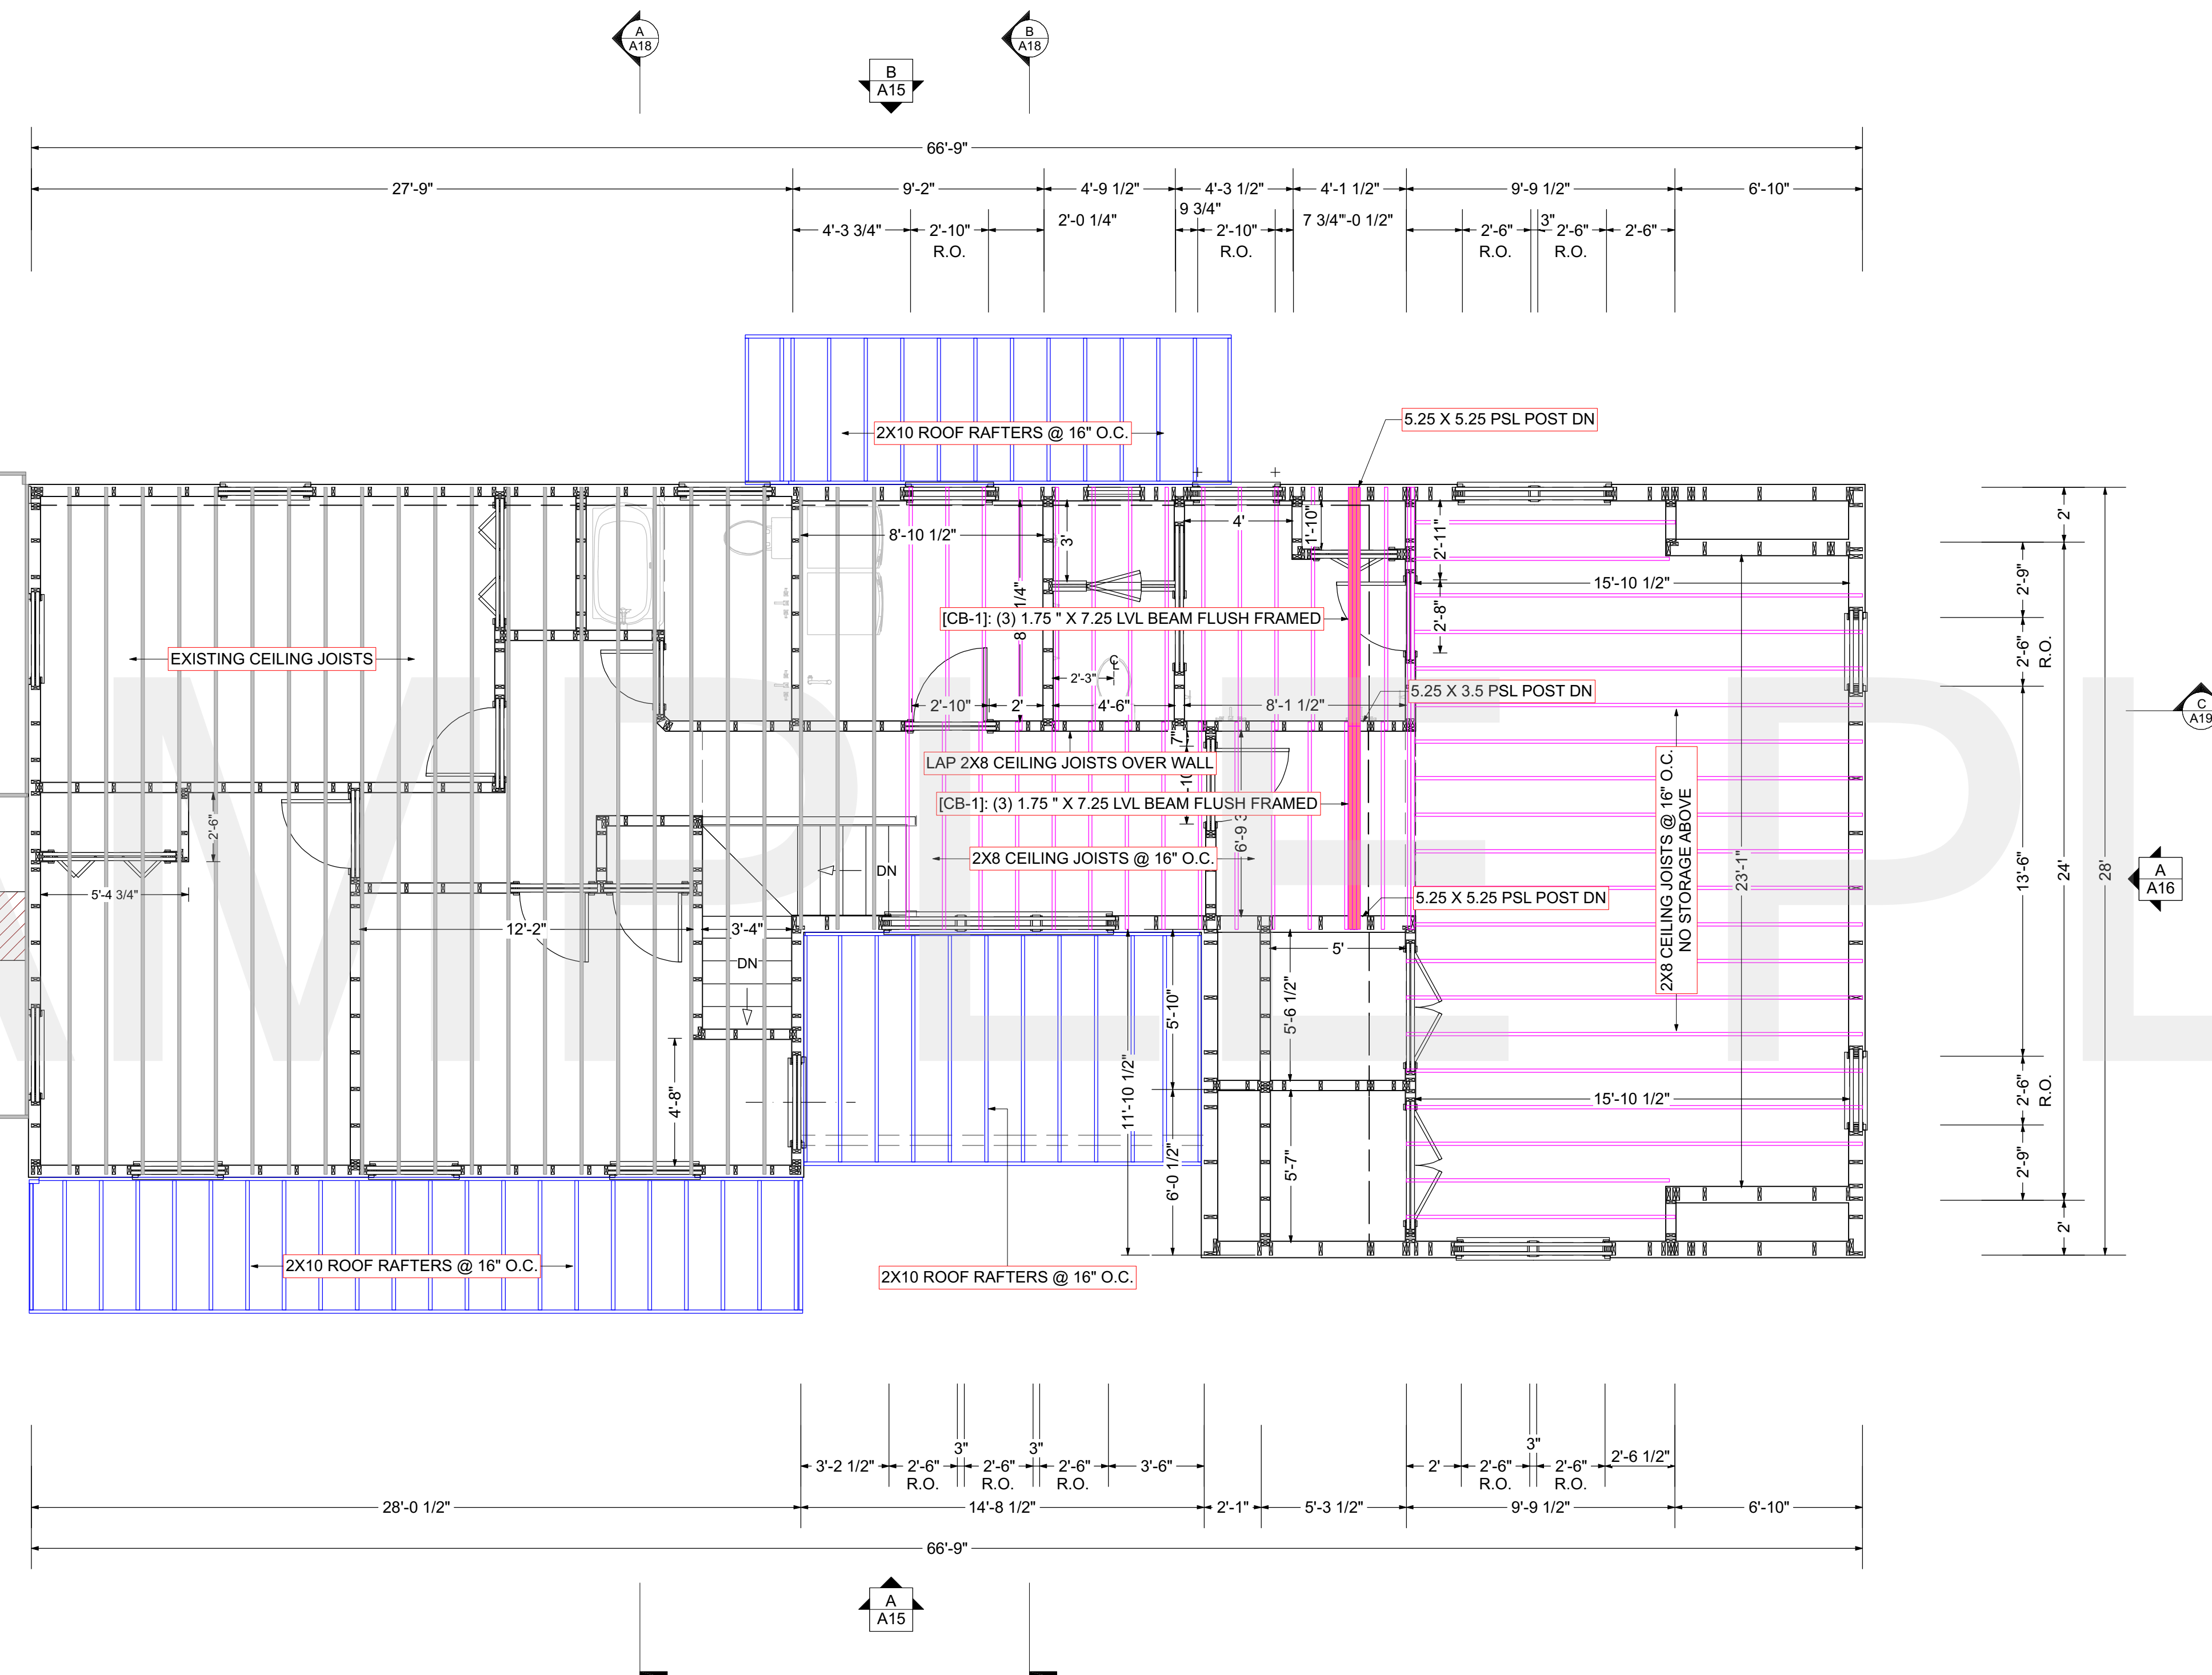 A
A18
B
A18
B
A15
66'-9"
27'-9"
9'-2"
4'-9 1/2"
4'-3 1/2"
4'-1 1/2"
9'-9 1/2"
6'-10"
4'-3 3/4"
2'-10"
R.O.
2'-0 1/4"
9 3/4"
2'-10"
R.O.
7 3/4"-0 1/2"
2'-6"
R.O.
3"
2'-6"
R.O.
2'-6"
2X10 ROOF RAFTERS @ 16" O.C.
5.25 X 5.25 PSL POST DN
8'-10 1/2"
3'
4'
1'-10"
2'-11"
2'-8"
15'-10 1/2"
[CB-1]: (3) 1.75 " X 7.25 LVL BEAM FLUSH FRAMED
EXISTING CEILING JOISTS
2'-3"
2'-10"
2'
4'-6"
8'-1 1/2"
5.25 X 3.5 PSL POST DN
7"
LAP 2X8 CEILING JOISTS OVER WALL
[CB-1]: (3) 1.75 " X 7.25 LVL BEAM FLUSH FRAMED
2X8 CEILING JOISTS @ 16" O.C.
DN
2'-6"
5'-4 3/4"
12'-2"
3'-4"
DN
4'-8"
5.25 X 5.25 PSL POST DN
5'
5'-10"
5'-6 1/2"
11'-10 1/2"
6'-0 1/2"
5'-7"
15'-10 1/2"
2X8 CEILING JOISTS @ 16" O.C.
NO STORAGE ABOVE
23'-1"
2'
2'-9"
2'-6"
R.O.
13'-6"
2'-6"
R.O.
2'-9"
2'
24'
28'
C
A19
A
A16
2X10 ROOF RAFTERS @ 16" O.C.
2X10 ROOF RAFTERS @ 16" O.C.
3'-2 1/2"
2'-6"
R.O.
3"
2'-6"
R.O.
3"
2'-6"
R.O.
3'-6"
2'
2'-6"
R.O.
3"
2'-6"
R.O.
2'-6 1/2"
28'-0 1/2"
14'-8 1/2"
2'-1"
5'-3 1/2"
9'-9 1/2"
6'-10"
66'-9"
A
A15